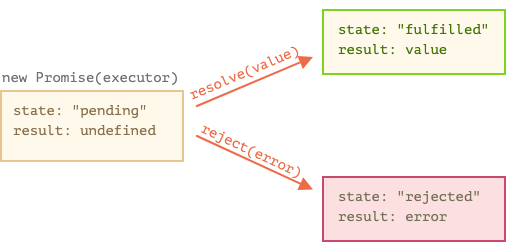 state: "fulfilled"
result: value
resolve(value)
new Promise(executor)
state: "pending"
result: undefined
reject(error)
state: "rejected"
result: error